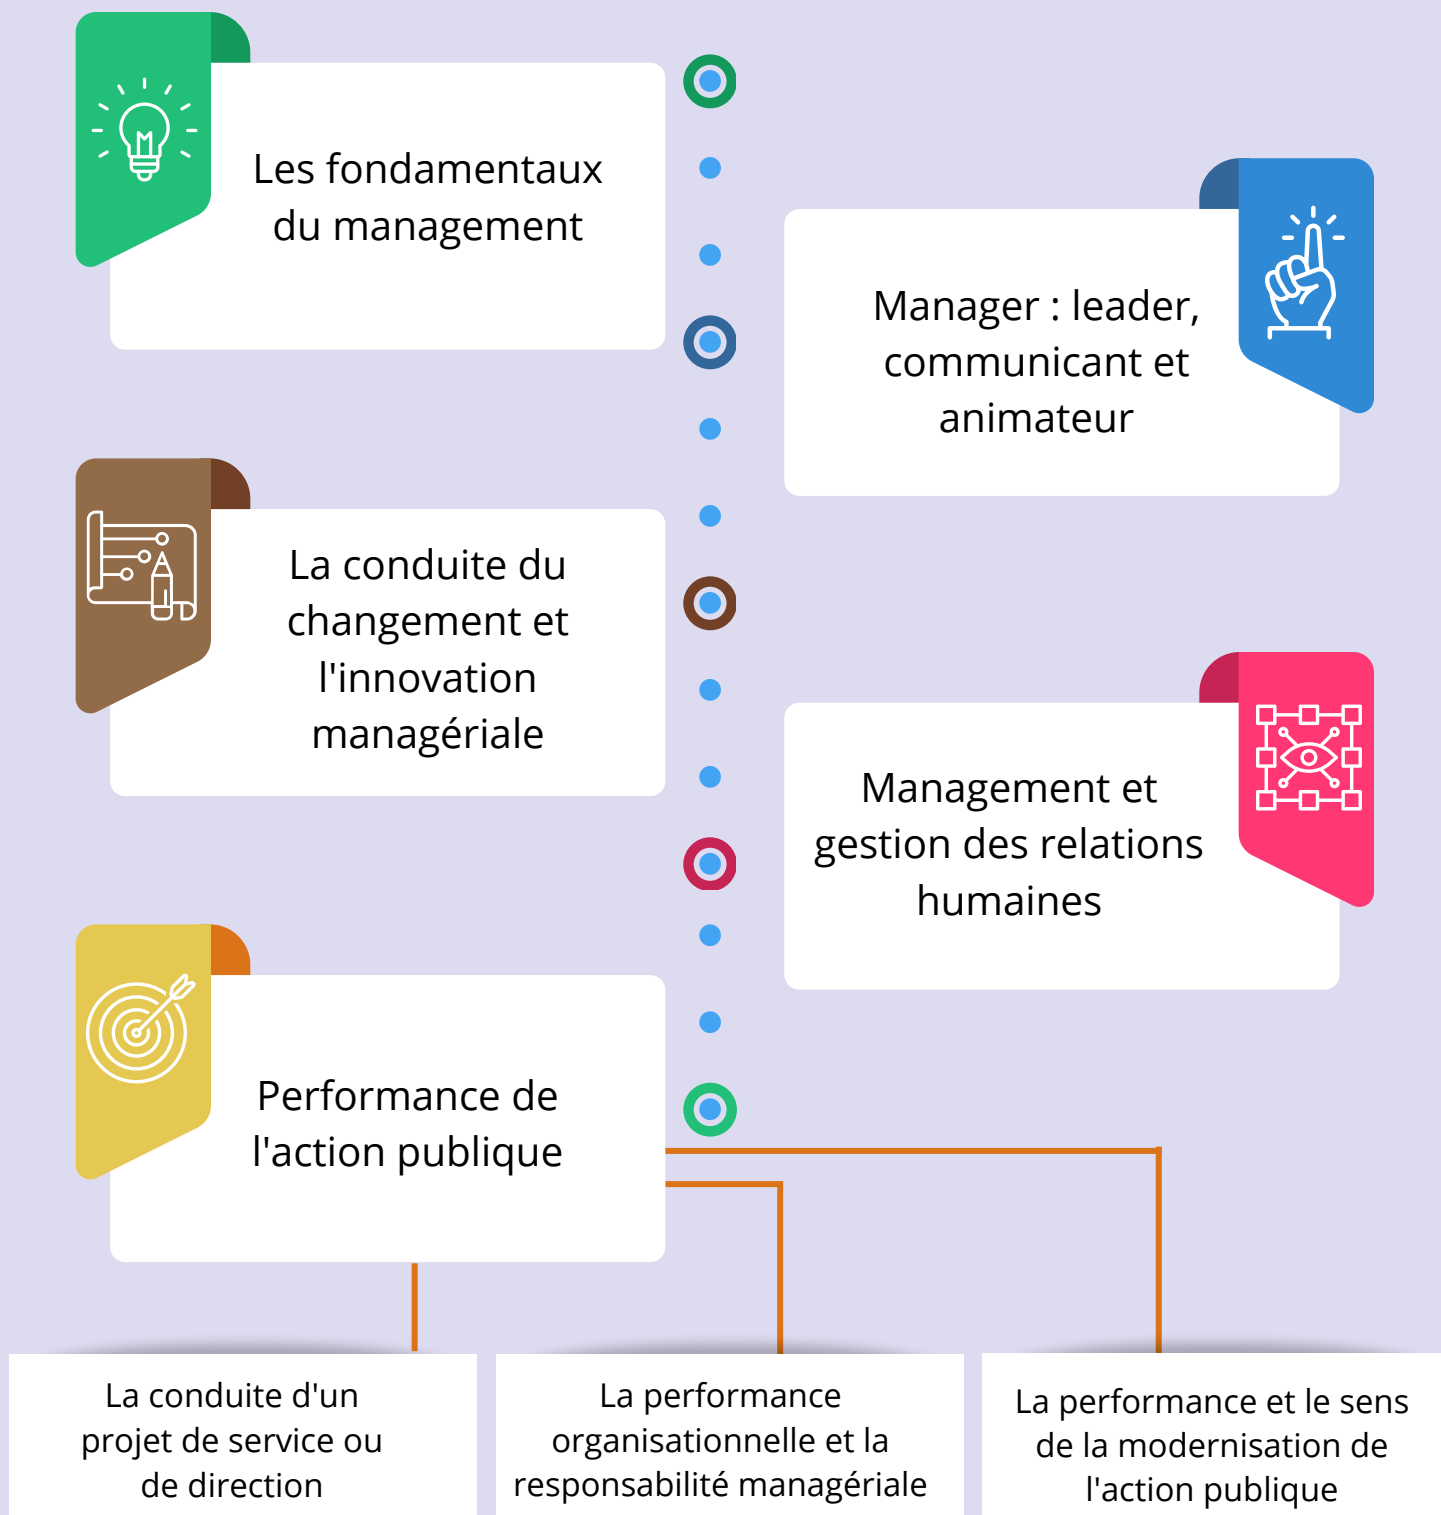 Les fondamentaux
du management
Manager : leader,
communicant et
animateur
La conduite du
changement et
l'innovation
managériale
Management et
gestion des relations
humaines
Performance de
l'action publique
La conduite d'un
projet de service ou
de direction
La performance
organisationnelle et la
responsabilité managériale
La performance et le sens
de la modernisation de
l'action publique